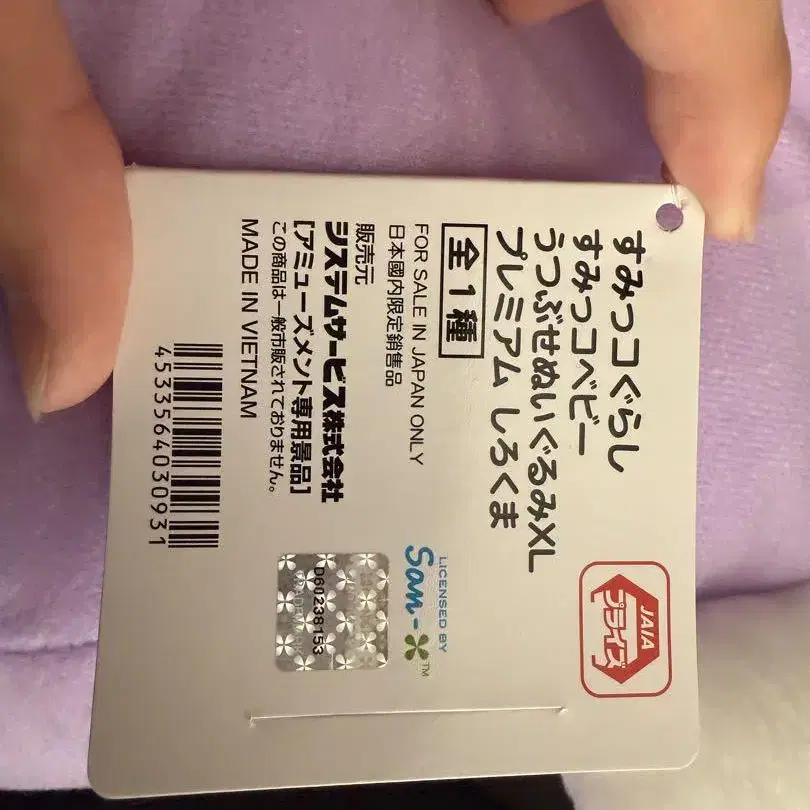 すみっコぐらし
すみっコベビー
うつぶせぬいぐるみXL
プレミアム しろくま
全1種
FOR SALE IN JAPAN ONLY
日本國内限定銷售品
販売元
システムサービス株式会社
[アミューズメント専用景品]
この商品は一般市販されておりません。
MADE IN VIETNAM
4533564030931
JAIA
プライズ
LICENSED BY
San-X™
D60238153